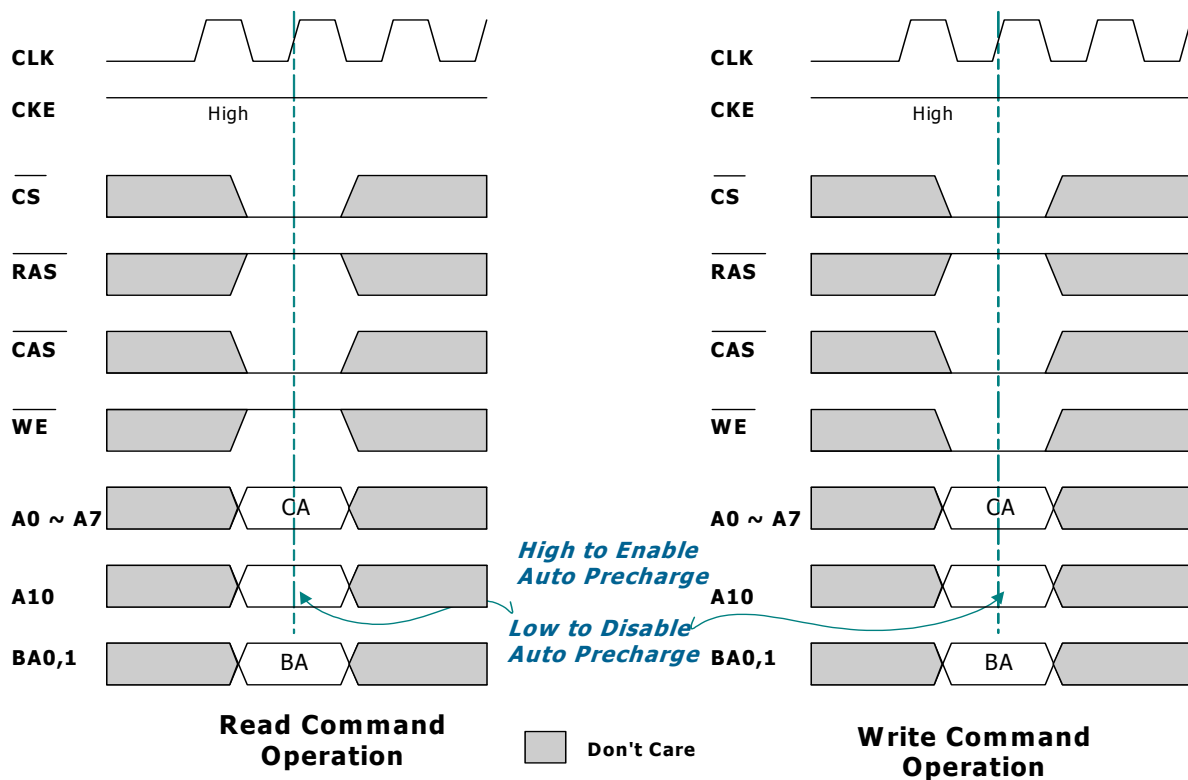 CLK
CKE
High
CS
RAS
CAS
WE
A0 ~ A7
CA
A10
BA0,1
BA
Read Command
Operation
High to Enable
Auto Precharge
Low to Disable
Auto Precharge
Don't Care
CLK
CKE
High
CS
RAS
CAS
WE
A0 ~ A7
CA
A10
BA0,1
BA
Write Command
Operation